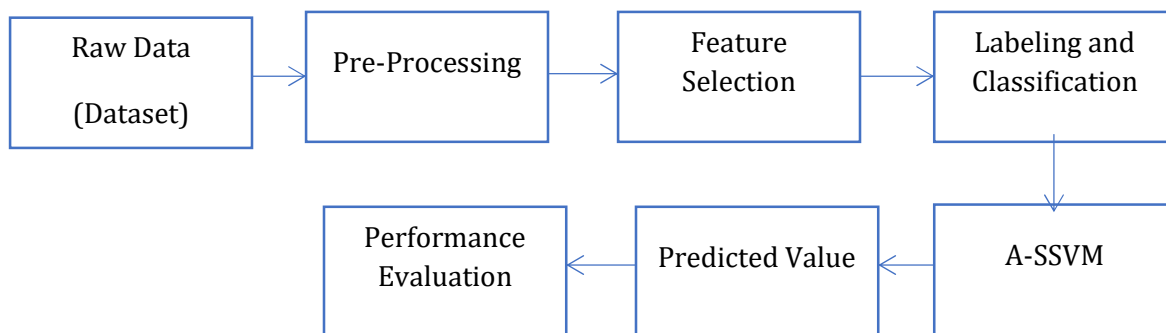 Raw Data
(Dataset)
Pre-Processing
Feature
Selection
Labeling and
Classification
A-SSVM
Predicted Value
Performance
Evaluation